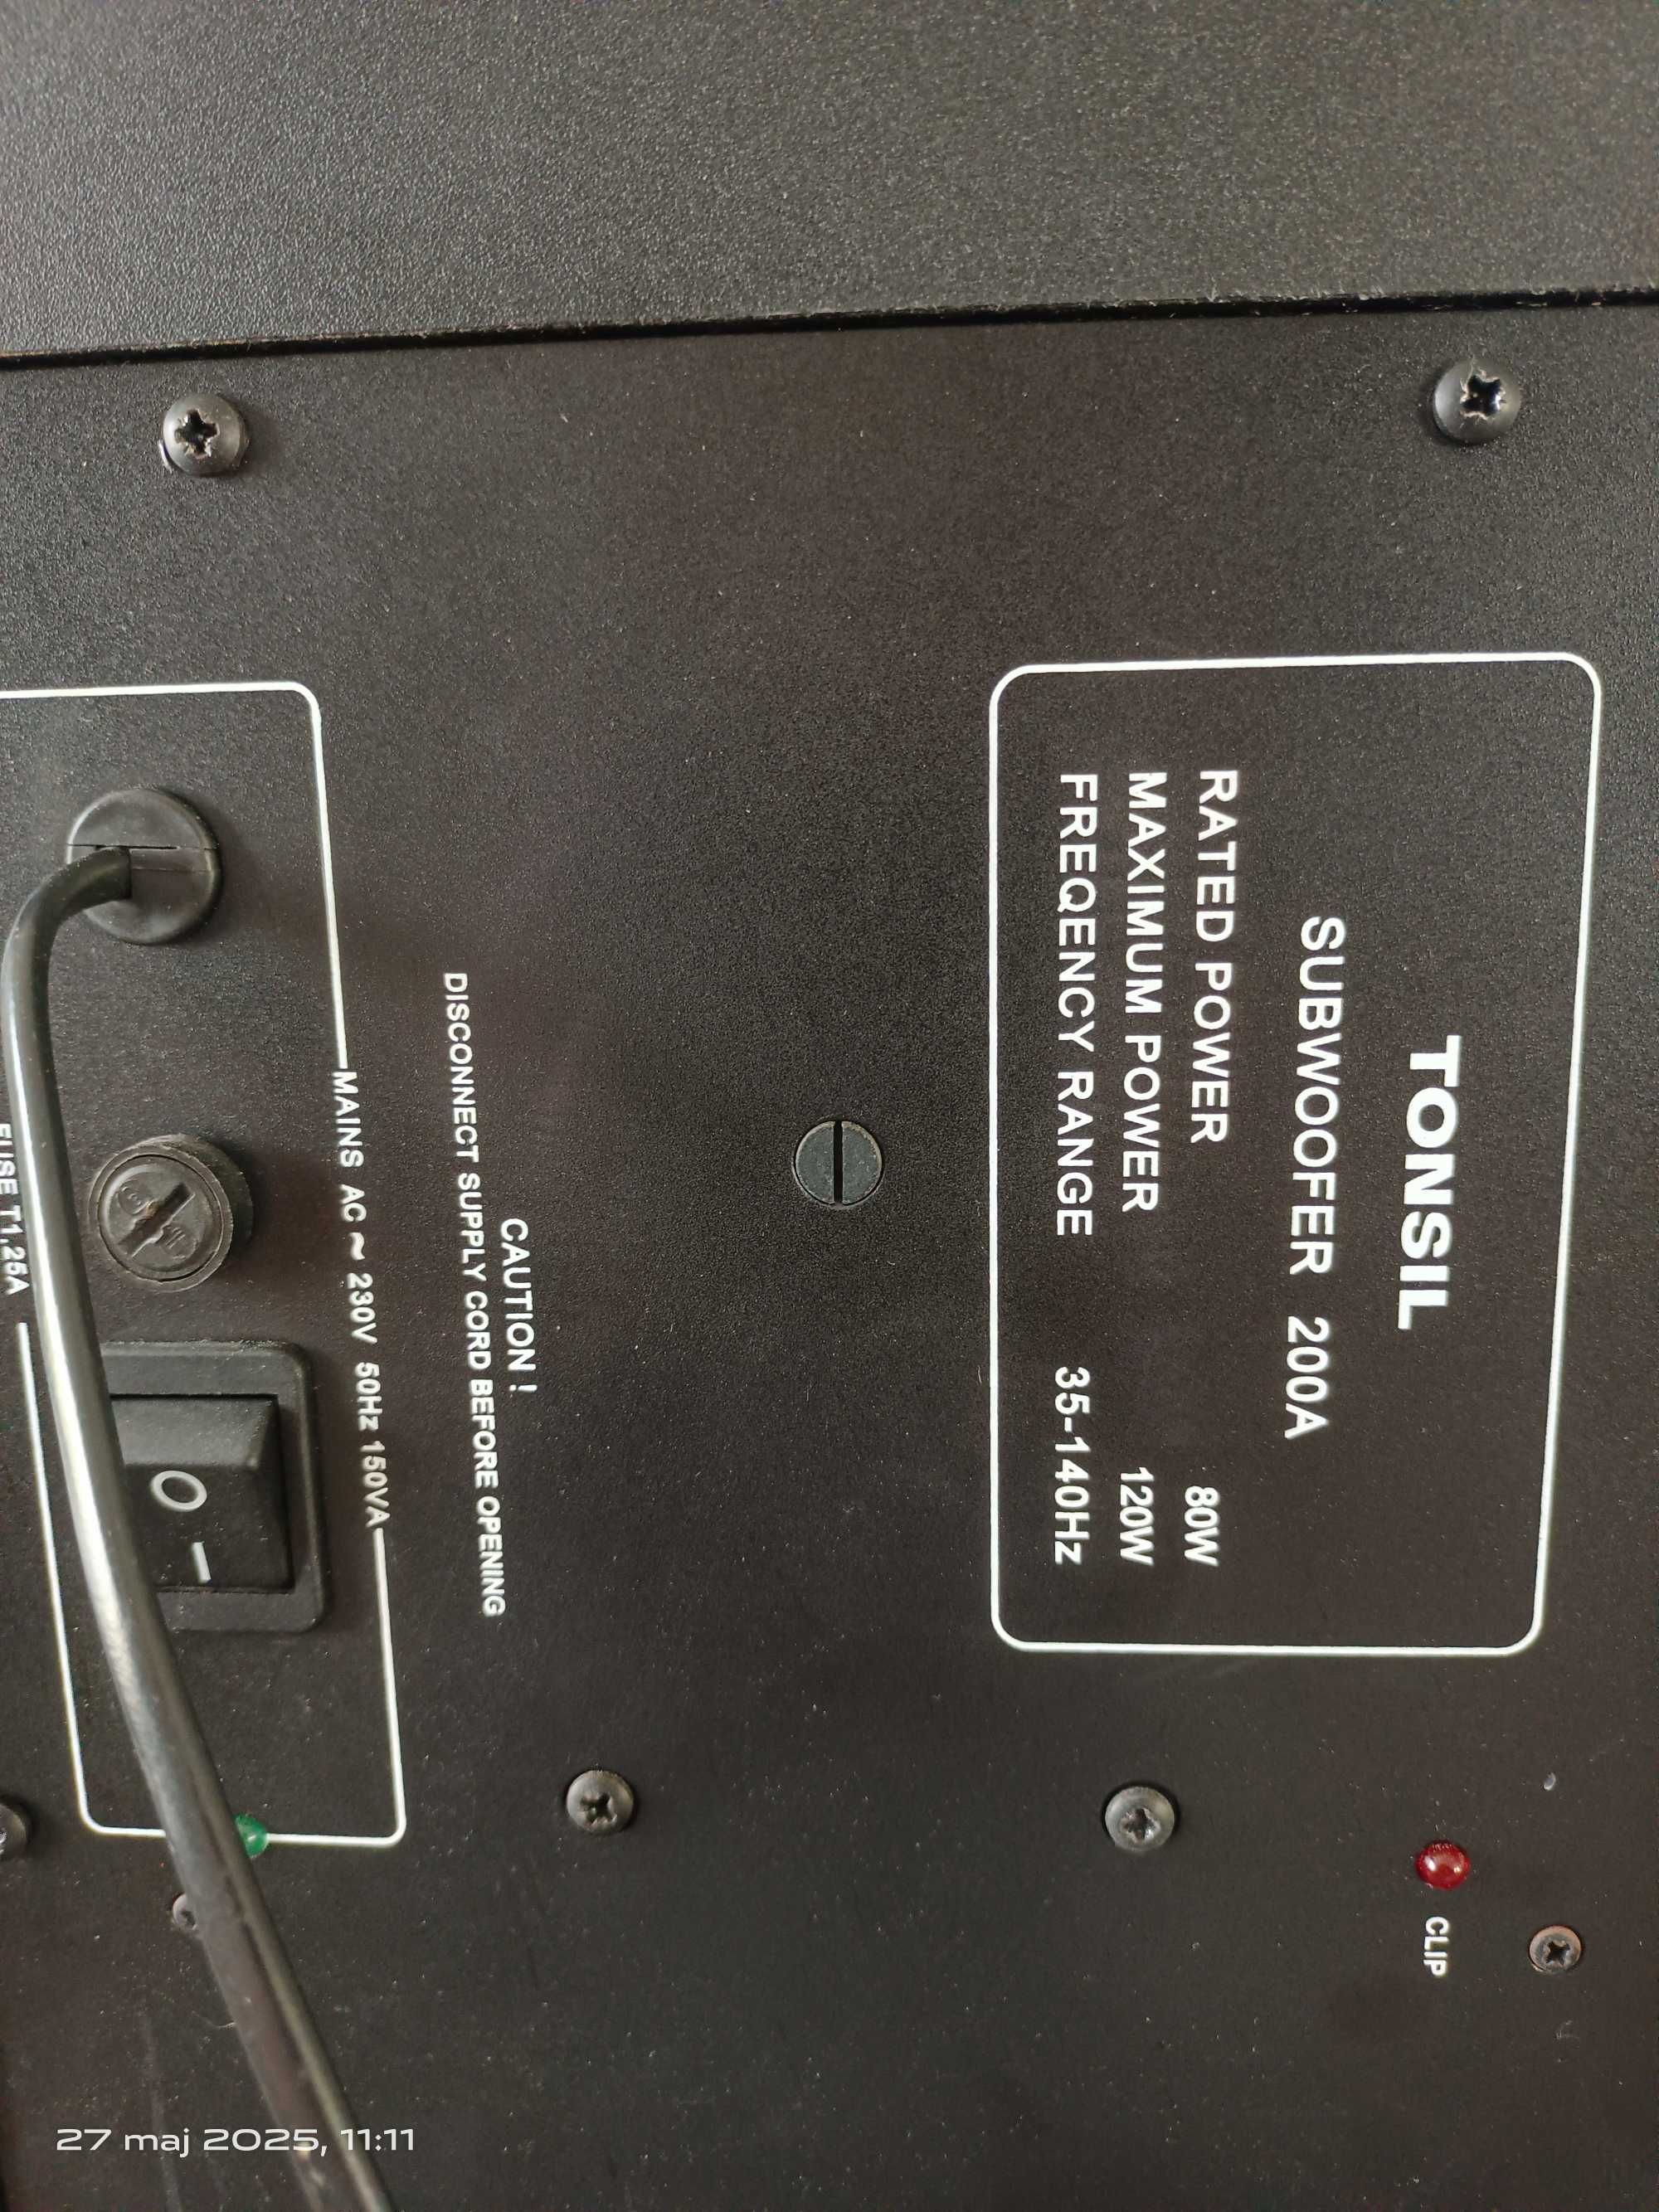 TONSIL
SUBWOOFER 200A
RATED POWER 80W
MAXIMUM POWER 120W
FREQENCY RANGE 35-140Hz
CLIP
CAUTION !
DISCONNECT SUPPLY CORD BEFORE OPENING
MAINS AC ~ 230V 50Hz 150VA
O I
FUSE T1,25A
27 maj 2025, 11:11